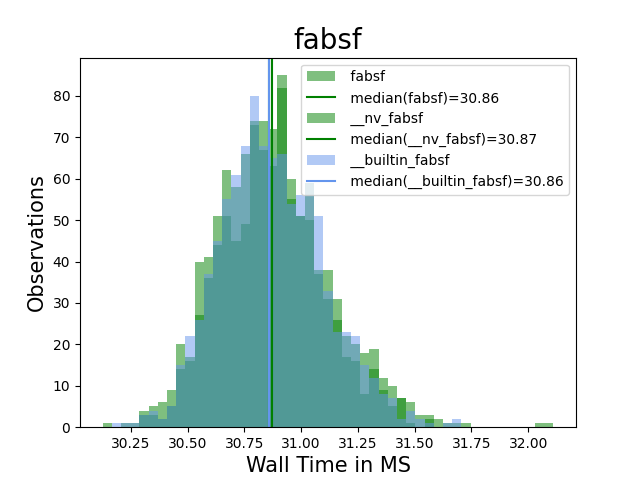 fabsf
fabsf
median(fabsf)=30.86
__nv_fabsf
median(__nv_fabsf)=30.87
__builtin_fabsf
median(__builtin_fabsf)=30.86
Observations
80
70
60
50
40
30
20
10
0
30.25 30.50 30.75 31.00 31.25 31.50 31.75 32.00
Wall Time in MS